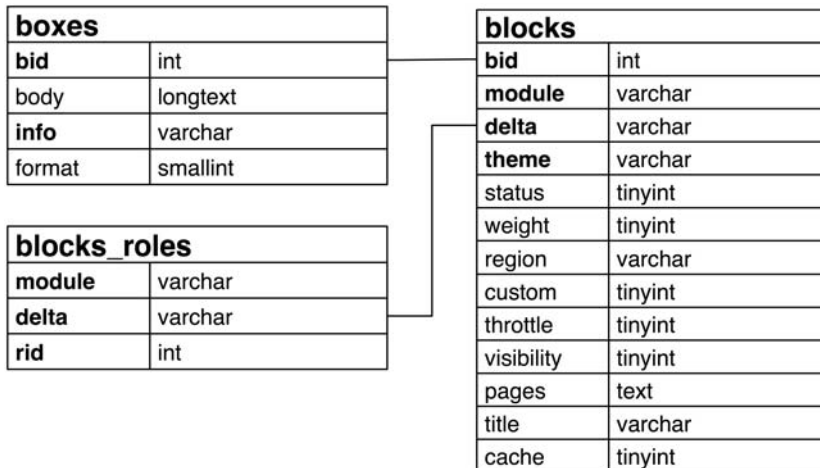 boxes
bid int
body longtext
info varchar
format smallint
blocks_roles
module varchar
delta varchar
rid int
blocks
bid int
module varchar
delta varchar
theme varchar
status tinyint
weight tinyint
region varchar
custom tinyint
throttle tinyint
visibility tinyint
pages text
title varchar
cache tinyint